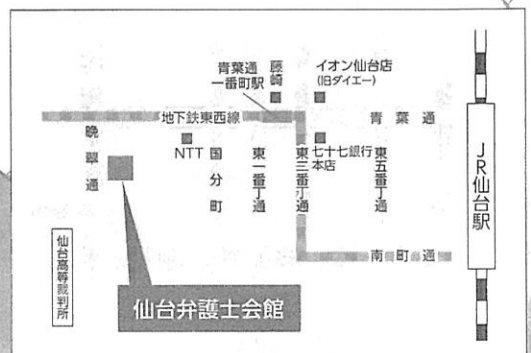 青葉通
一番町駅
藤崎
イオン仙台店
(旧ダイエー)
地下鉄東西線
青葉通
晩翠通
NTT
国分町
東一番丁通
東三番丁通
七十七銀行
本店
東五番丁通
JR仙台駅
南町通
仙台高等裁判所
仙台弁護士会館